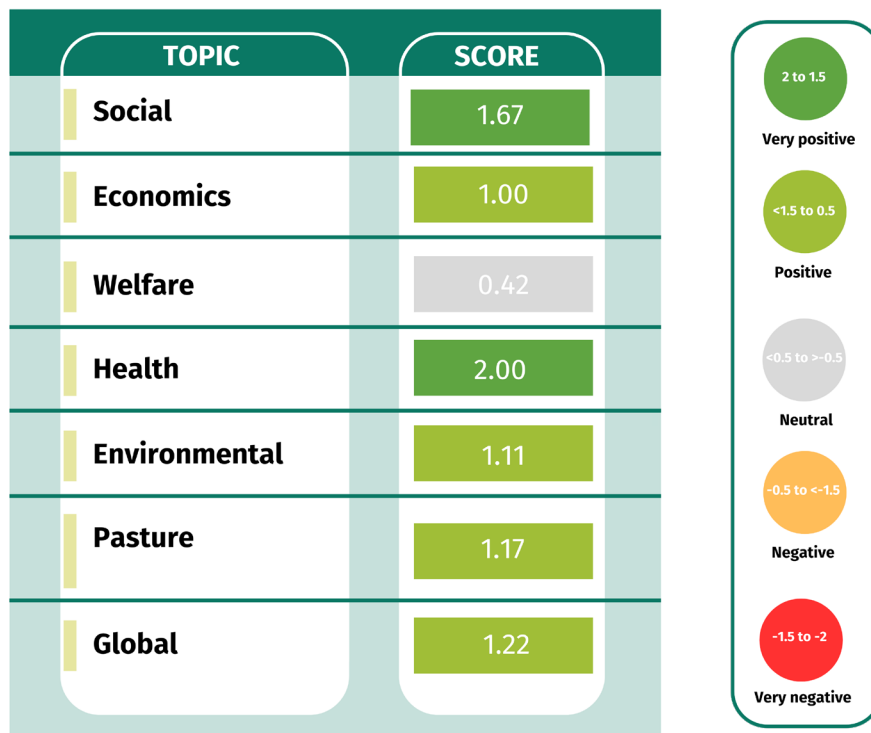 TOPIC SCORE
Social 1.67
Economics 1.00
Welfare 0.42
Health 2.00
Environmental 1.11
Pasture 1.17
Global 1.22
2 to 1.5
Very positive
<1.5 to 0.5
Positive
<0.5 to >-0.5
Neutral
-0.5 to <-1.5
Negative
-1.5 to -2
Very negative